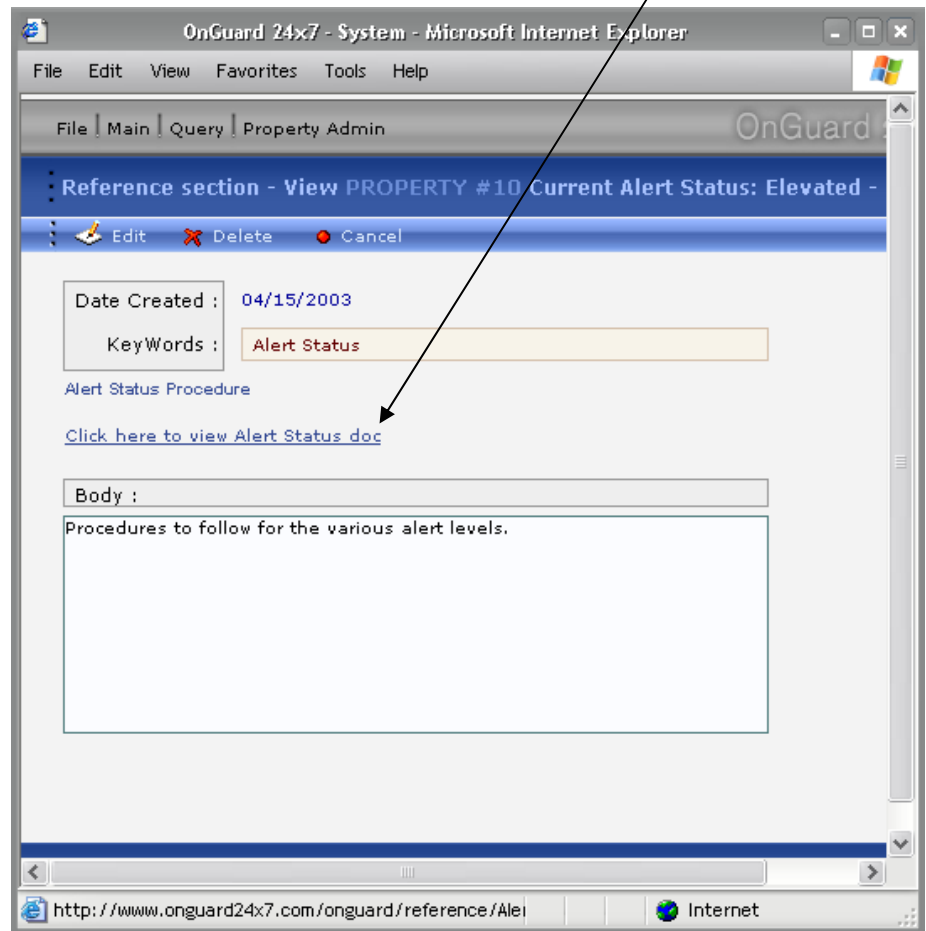 OnGuard 24x7 - System - Microsoft Internet Explorer
File Edit View Favorites Tools Help
File | Main | Query | Property Admin OnGuard
Reference section - View PROPERTY #10 Current Alert Status: Elevated -
Edit Delete Cancel
Date Created : 04/15/2003
KeyWords : Alert Status
Alert Status Procedure
Click here to view Alert Status doc
Body :
Procedures to follow for the various alert levels.
http://www.onguard24x7.com/onguard/reference/Ale Internet